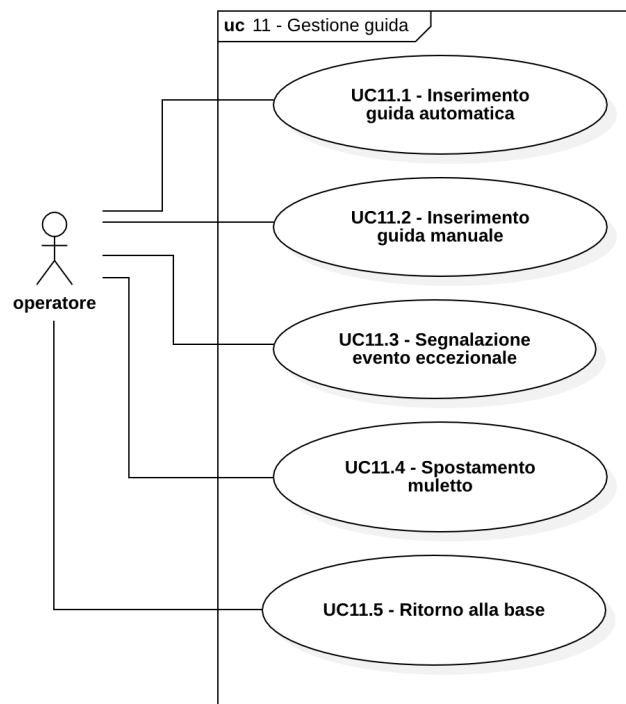 uc 11 - Gestione guida
UC11.1 - Inserimento
guida automatica
UC11.2 - Inserimento
guida manuale
operatore
UC11.3 - Segnalazione
evento eccezionale
UC11.4 - Spostamento
muletto
UC11.5 - Ritorno alla base